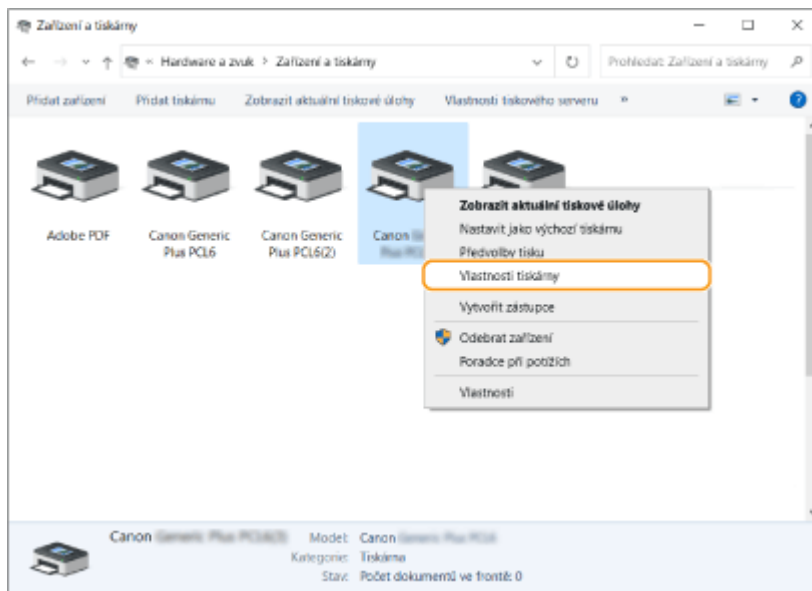 Zařízení a tiskárny
« Hardware a zvuk > Zařízení a tiskárny
Prohledat: Zařízení a tiskárny
Přidat zařízení Přidat tiskárnu Zobrazit aktuální tiskové úlohy Vlastnosti tiskového serveru »
Adobe PDF
Canon Generic
Plus PCL6
Canon Generic
Plus PCL6(2)
Canon
Zobrazit aktuální tiskové úlohy
Nastavit jako výchozí tiskárnu
Předvolby tisku
Vlastnosti tiskárny
Vytvořit zástupce
Odebrat zařízení
Poradce při potížích
Vlastnosti
Canon
Model: Canon
Kategorie: Tiskárna
Stav: Počet dokumentů ve frontě: 0